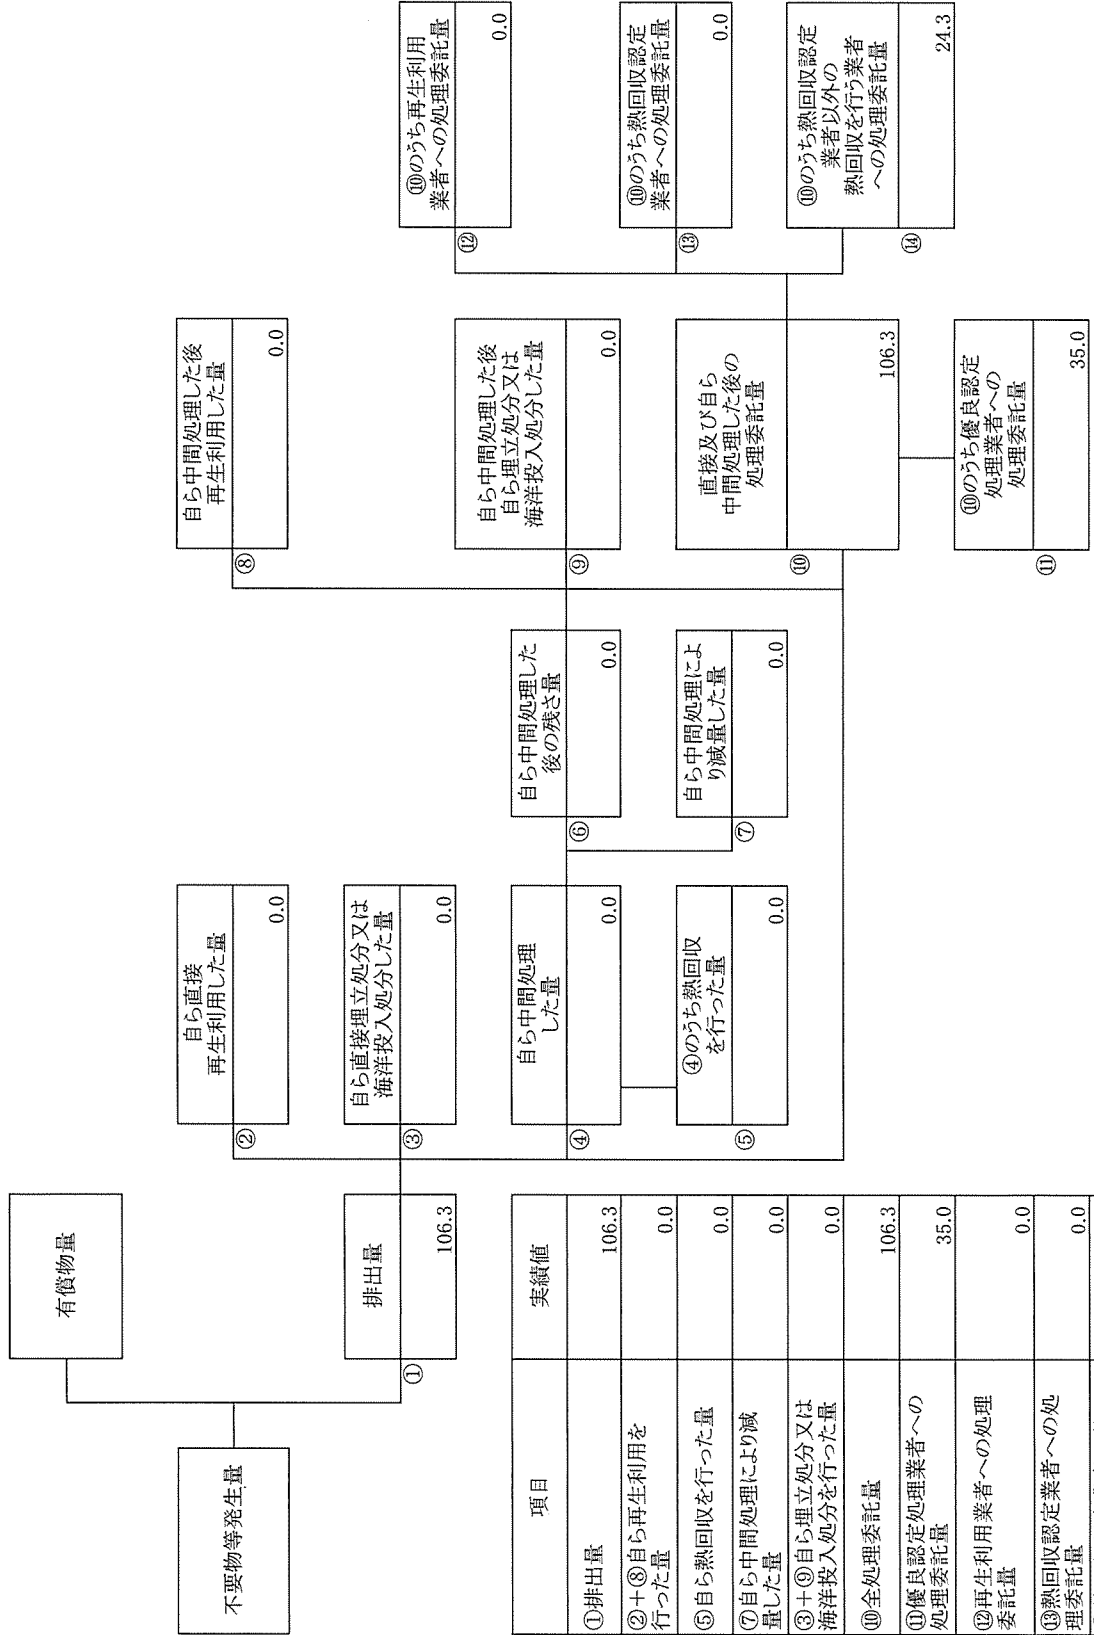 不要物等発生量
有償物量
排出量
①
106.3
自ら直接
再生利用した量
②
0.0
自ら直接埋立処分又は
海洋投入処分した量
③
0.0
自ら中間処理
した量
④
0.0
④のうち熱回収
を行った量
⑤
0.0
自ら中間処理した
後の残さ量
⑥
0.0
自ら中間処理によ
り減量した量
⑦
0.0
自ら中間処理した後
再生利用した量
⑧
0.0
自ら中間処理した後
自ら埋立処分又は
海洋投入処分した量
⑨
0.0
直接及び自ら
中間処理した後の
処理委託量
⑩
106.3
⑩のうち優良認定
処理業者への
処理委託量
⑪
35.0
⑩のうち再生利用
業者への処理委託量
⑫
0.0
⑩のうち熱回収認定
業者への処理委託量
⑬
0.0
⑩のうち熱回収認定
業者以外の
熱回収を行う業者
への処理委託量
⑭
24.3
項目 実績値
①排出量 106.3
②+⑧自ら再生利用を
行った量 0.0
⑤自ら熱回収を行った量 0.0
⑦自ら中間処理により減
量した量 0.0
③+⑨自ら埋立処分又は
海洋投入処分を行った量 0.0
⑩全処理委託量 106.3
⑪優良認定処理業者への
処理委託量 35.0
⑫再生利用業者への処理
委託量 0.0
⑬熱回収認定業者への処
理委託量 0.0